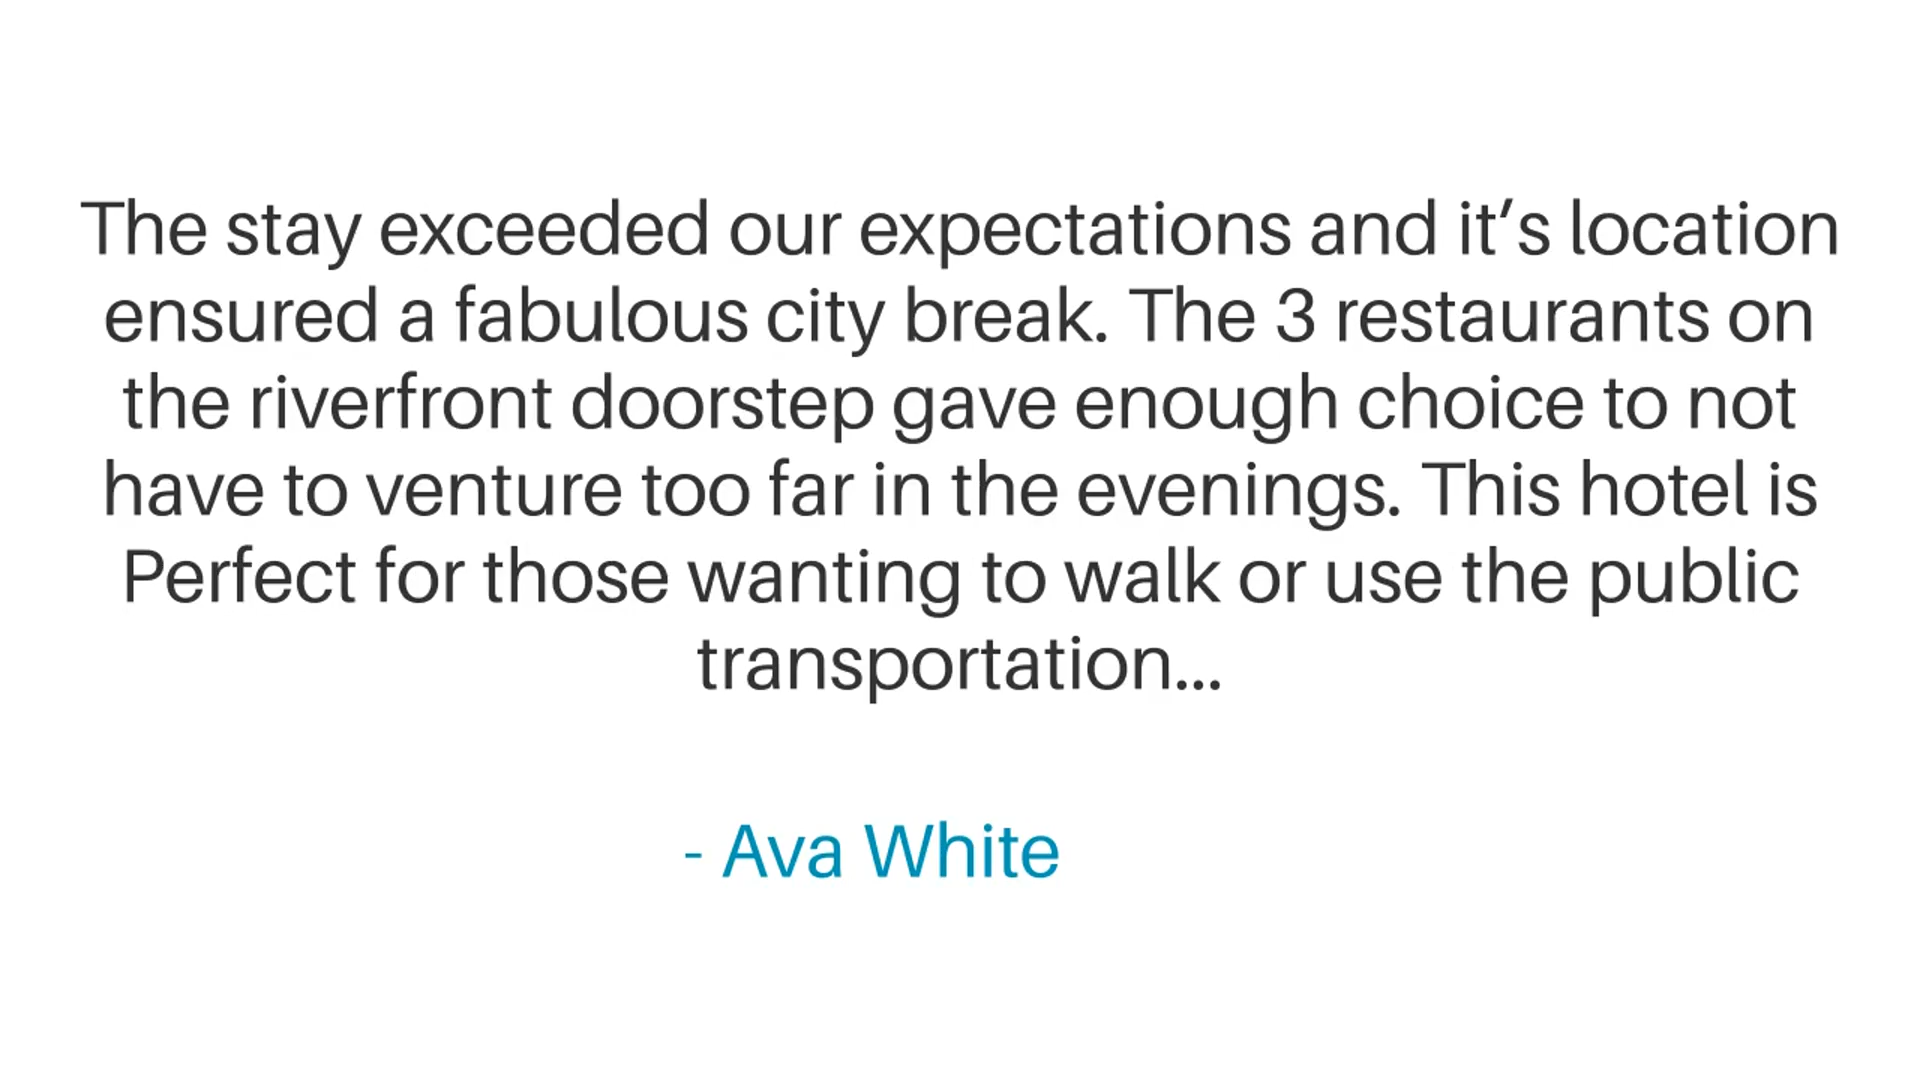 The stay exceeded our expectations and it’s location
ensured a fabulous city break. The 3 restaurants on
the riverfront doorstep gave enough choice to not
have to venture too far in the evenings. This hotel is
Perfect for those wanting to walk or use the public
transportation...
- Ava White